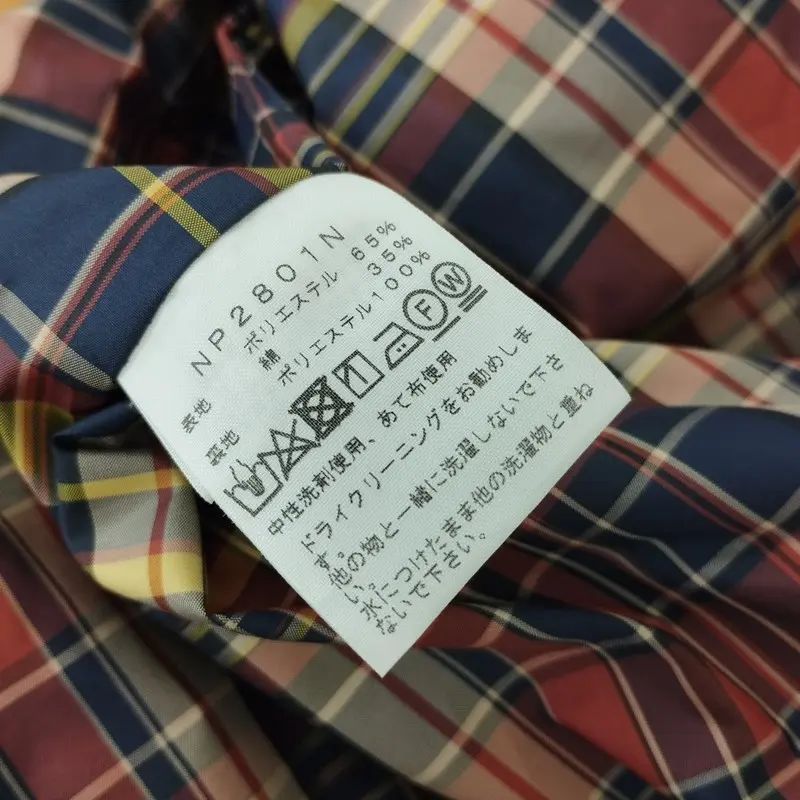 NP2801N
表地 ポリエステル 65%
綿 35%
裏地 ポリエステル100%
F W
中性洗剤使用、あて布使用
ドライクリーニングをお勧めしま
す。
他の物と一緒に洗濯しないで下さ
い。
水につけたまま他の洗濯物と重ね
ないで下さい。